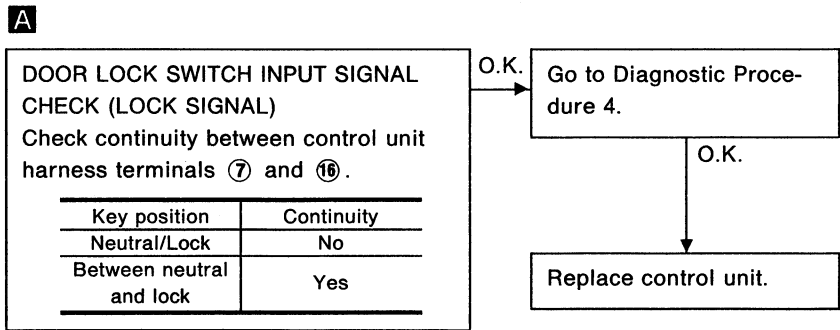 A
DOOR LOCK SWITCH INPUT SIGNAL
CHECK (LOCK SIGNAL)
Check continuity between control unit
harness terminals ⑦ and ⑯.
Key position Continuity
Neutral/Lock No
Between neutral
and lock Yes
O.K.
Go to Diagnostic Proce-
dure 4.
O.K.
Replace control unit.